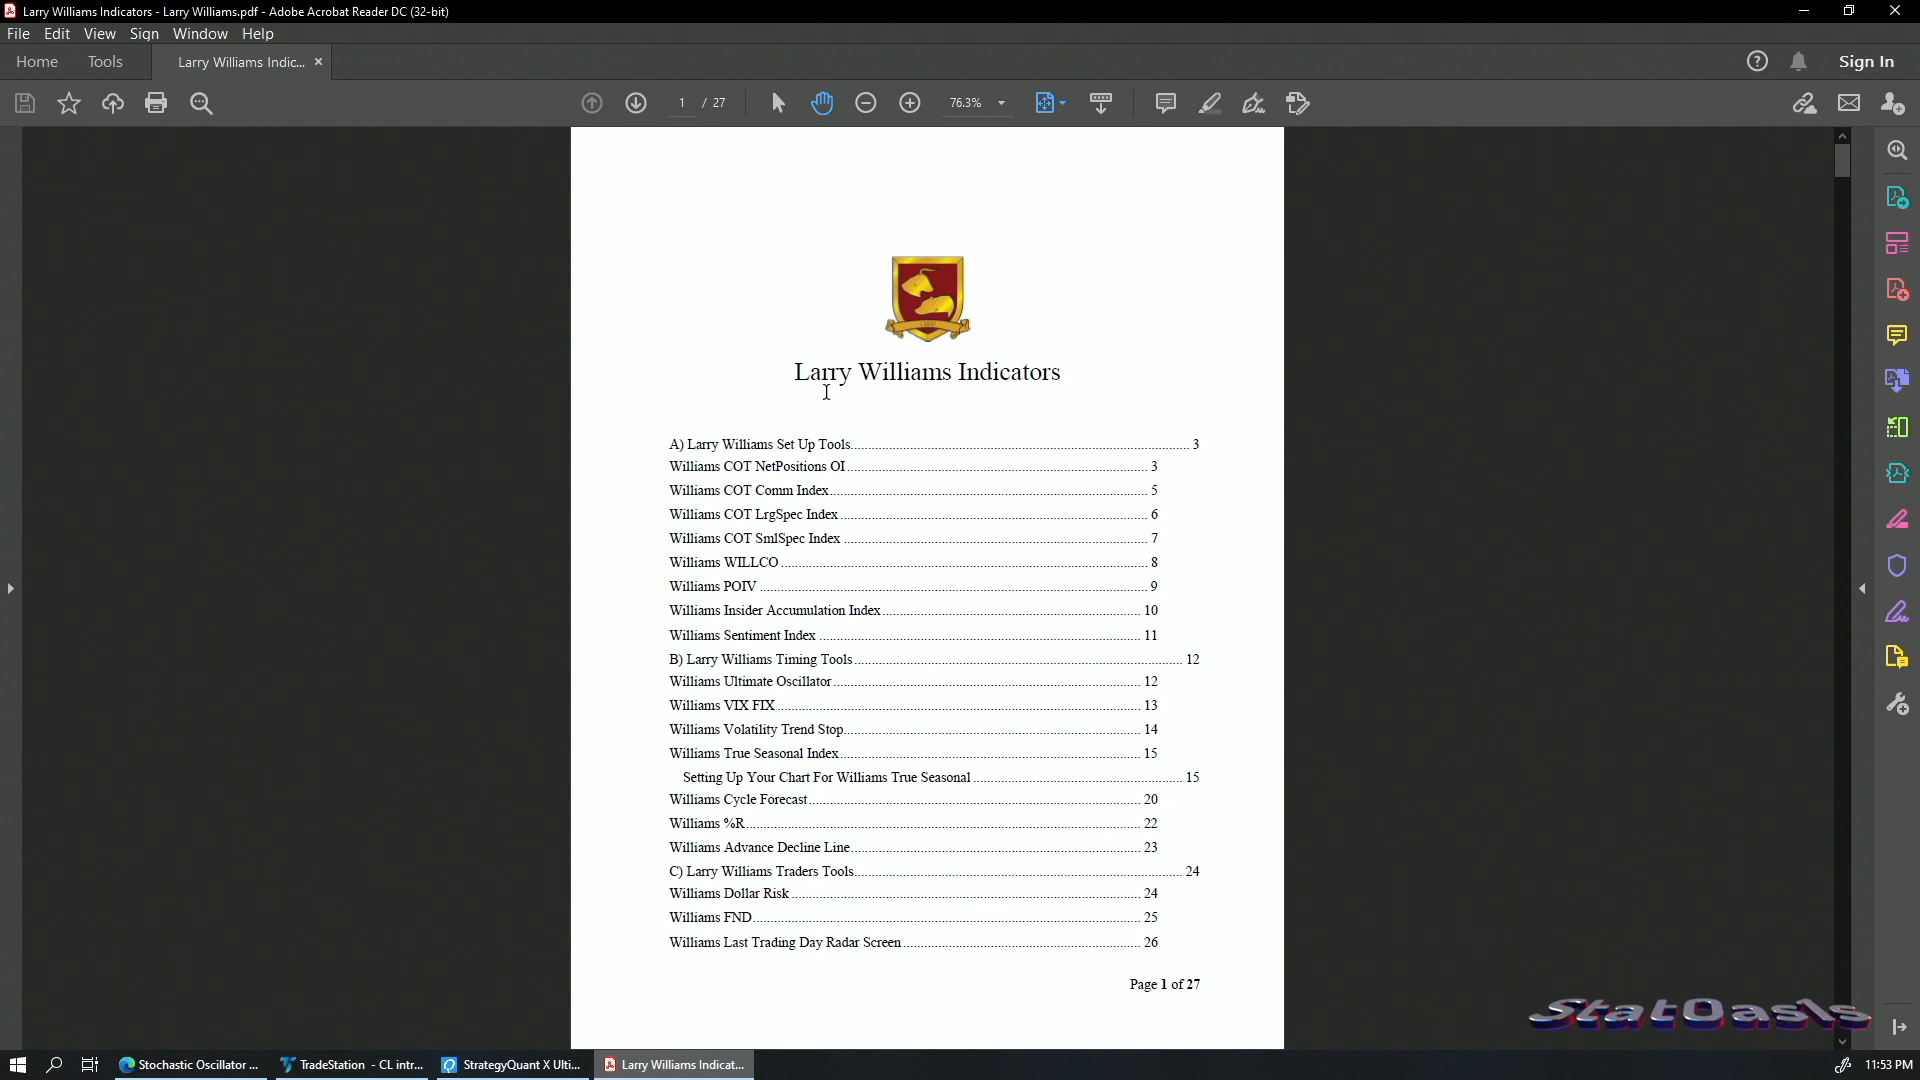 Larry Williams Indicators - Larry Williams.pdf - Adobe Acrobat Reader DC (32-bit)
File Edit View Sign Window Help
Home Tools Larry Williams Indic... Sign In
1 / 27 76.3%
Larry Williams Indicators
A) Larry Williams Set Up Tools 3
Williams COT NetPositions OI 3
Williams COT Comm Index 5
Williams COT LrgSpec Index 6
Williams COT SmlSpec Index 7
Williams WILLCO 8
Williams POIV 9
Williams Insider Accumulation Index 10
Williams Sentiment Index 11
B) Larry Williams Timing Tools 12
Williams Ultimate Oscillator 12
Williams VIX FIX 13
Williams Volatility Trend Stop 14
Williams True Seasonal Index 15
Setting Up Your Chart For Williams True Seasonal 15
Williams Cycle Forecast 20
Williams %R 22
Williams Advance Decline Line 23
C) Larry Williams Traders Tools 24
Williams Dollar Risk 24
Williams FND 25
Williams Last Trading Day Radar Screen 26
Page 1 of 27
StatOasis
Stochastic Oscillator ... TradeStation - CL intr... StrategyQuant X Ulti... Larry Williams Indicat... 11:53 PM